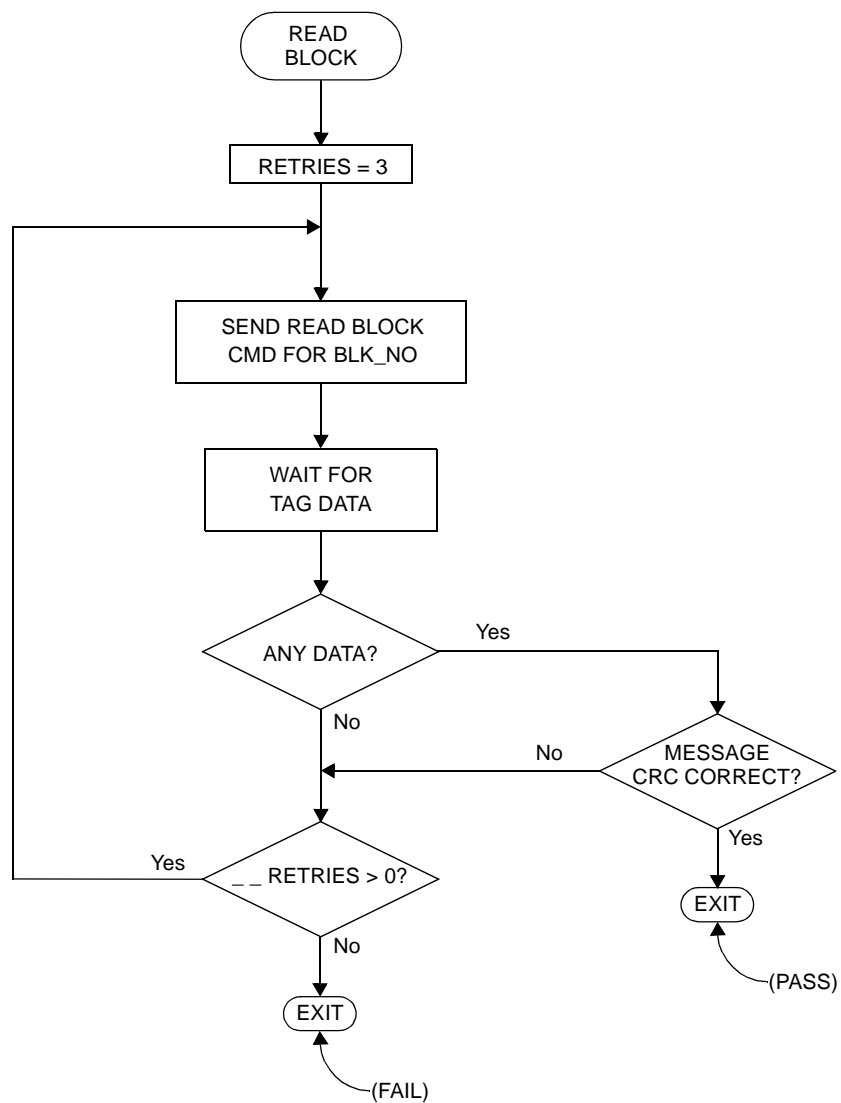 READ
BLOCK
RETRIES = 3
SEND READ BLOCK
CMD FOR BLK_NO
WAIT FOR
TAG DATA
ANY DATA?
Yes
No
MESSAGE
CRC CORRECT?
No
Yes
_ _ RETRIES > 0?
Yes
No
EXIT
(PASS)
EXIT
(FAIL)